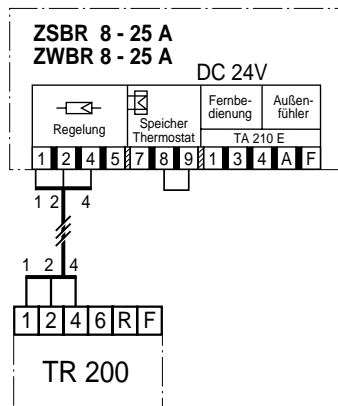 ZSBR 8 - 25 A
ZWBR 8 - 25 A
DC 24V
Regelung
Speicher
Thermostat
Fernbe-
dienung
Außen-
fühler
TA 210 E
1 2 4 5 7 8 9 1 3 4 A F
1 2 4
1 2 4
1 2 4 6 R F
TR 200